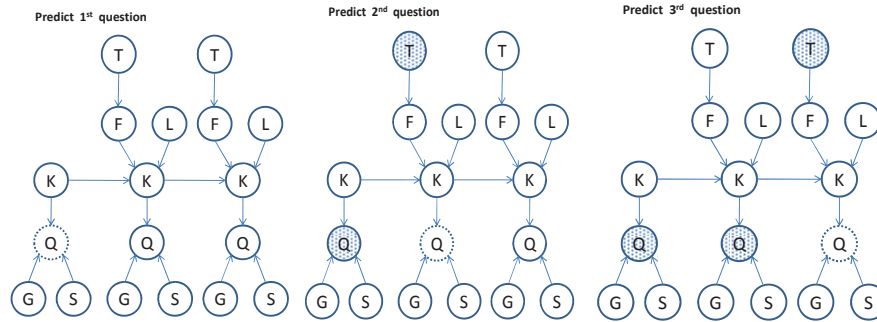 Predict 1st question
Predict 2nd question
Predict 3rd question
T T T T T T
F L F L F L F L F L F L
K K K K K K K K K
Q Q Q Q Q Q Q Q Q
G S G S G S G S G S G S G S G S G S